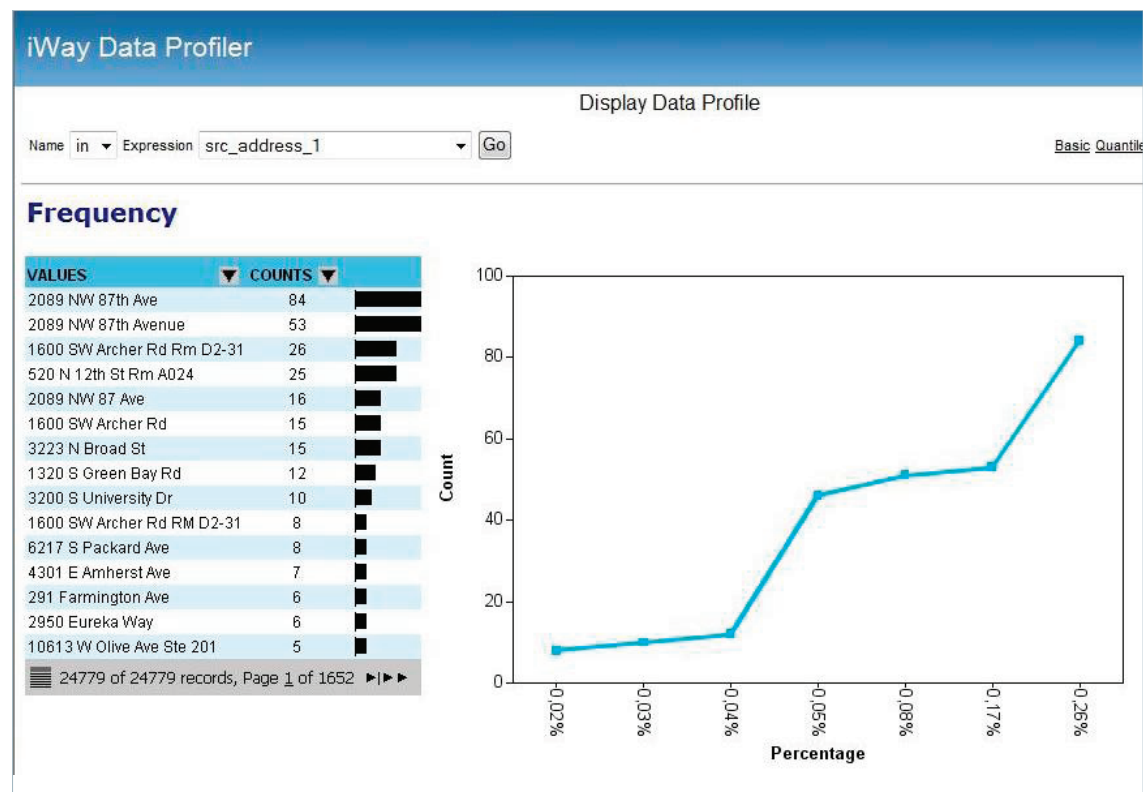 iWay Data Profiler
Display Data Profile
Name in Expression src_address_1 Go Basic Quantile
Frequency
VALUES COUNTS
2089 NW 87th Ave 84
2089 NW 87th Avenue 53
1600 SW Archer Rd Rm D2-31 26
520 N 12th St Rm A024 25
2089 NW 87 Ave 16
1600 SW Archer Rd 15
3223 N Broad St 15
1320 S Green Bay Rd 12
3200 S University Dr 10
1600 SW Archer Rd RM D2-31 8
6217 S Packard Ave 8
4301 E Amherst Ave 7
291 Farmington Ave 6
2950 Eureka Way 6
10613 W Olive Ave Ste 201 5
24779 of 24779 records, Page 1 of 1652
100
80
60
40
20
0
Count
0,02%
0,03%
0,04%
0,05%
0,08%
0,17%
0,26%
Percentage